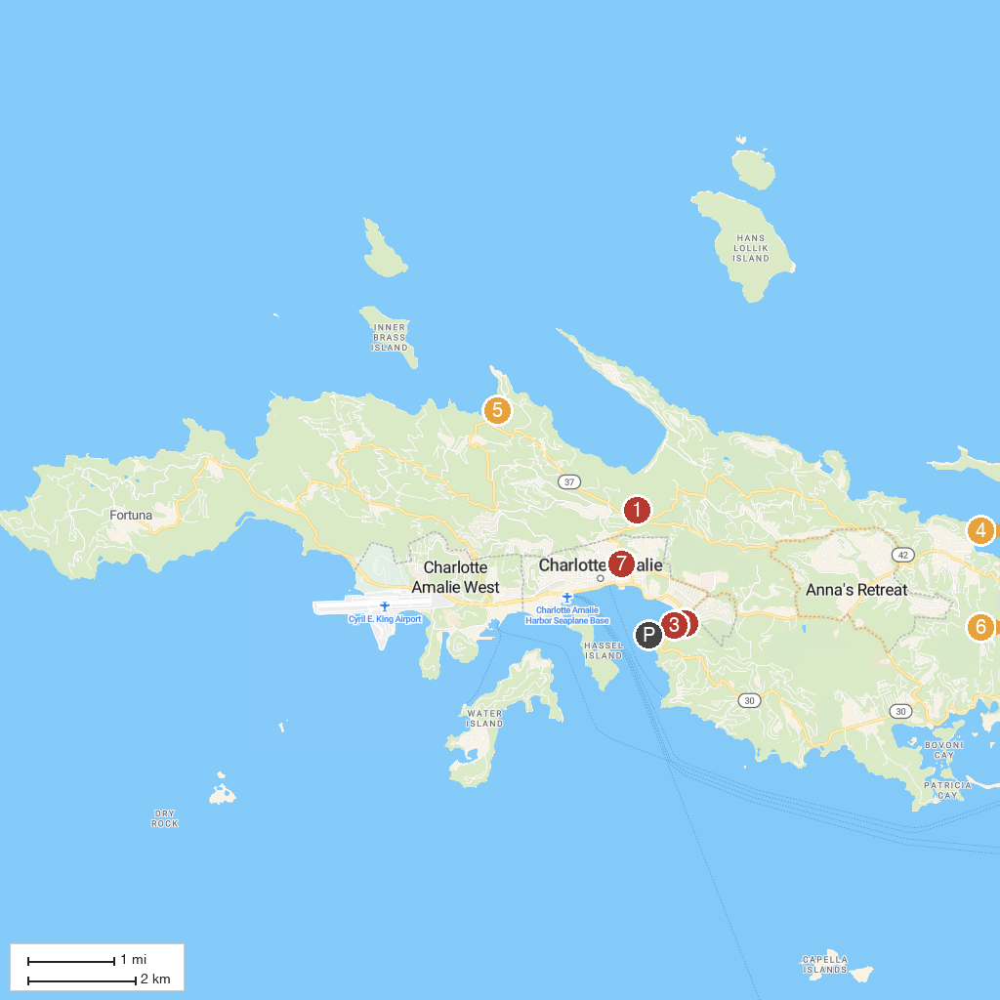 HANS
LOLLIK
ISLAND
INNER
BRASS
ISLAND
5
37
Fortuna
1
4
42
Charlotte
Amalie West
Charlotte
7
alie
Anna's Retreat
Charlotte Amalie
Harbor Seaplane Base
Cyril E. King Airport
P
3
6
HASSEL
ISLAND
30
30
WATER
ISLAND
BOVONI
CAY
PATRICIA
CAY
DRY
ROCK
CAPELLA
ISLANDS
1 mi
2 km